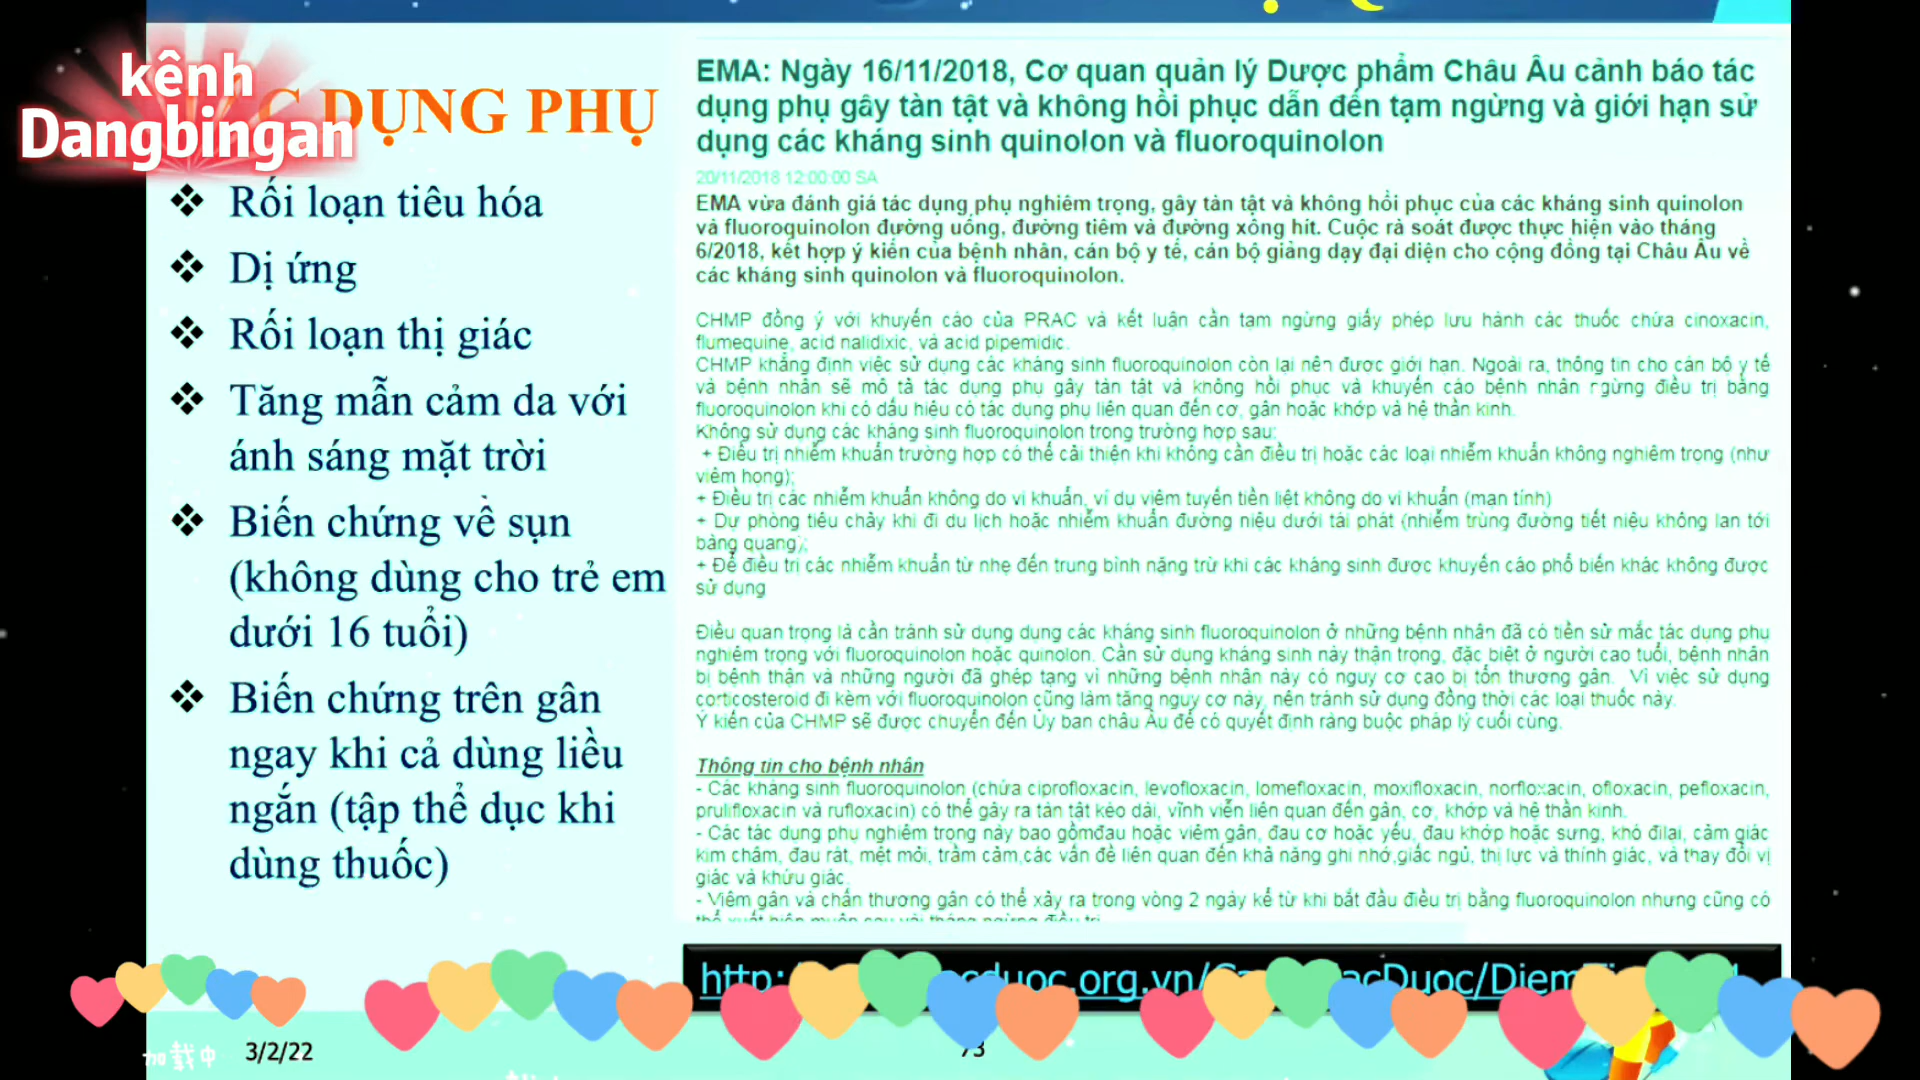 kênh
Dangbingan
DỤNG PHỤ
❖ Rối loạn tiêu hóa
❖ Dị ứng
❖ Rối loạn thị giác
❖ Tăng mẫn cảm da với
ánh sáng mặt trời
❖ Biến chứng về sụn
(không dùng cho trẻ em
dưới 16 tuổi)
❖ Biến chứng trên gân
ngay khi cả dùng liều
ngắn (tập thể dục khi
dùng thuốc)
EMA: Ngày 16/11/2018, Cơ quan quản lý Dược phẩm Châu Âu cảnh báo tác
dụng phụ gây tàn tật và không hồi phục dẫn đến tạm ngừng và giới hạn sử
dụng các kháng sinh quinolon và fluoroquinolon
20/11/2018 12:00:00 SA
EMA vừa đánh giá tác dụng phụ nghiêm trọng, gây tàn tật và không hồi phục của các kháng sinh quinolon
và fluoroquinolon đường uống, đường tiêm và đường xông hít. Cuộc rà soát được thực hiện vào tháng
6/2018, kết hợp ý kiến của bệnh nhân, cán bộ y tế, cán bộ giảng dạy đại diện cho cộng đồng tại Châu Âu về
các kháng sinh quinolon và fluoroquinolon.
CHMP đồng ý với khuyến cáo của PRAC và kết luận cần tạm ngừng giấy phép lưu hành các thuốc chứa cinoxacin,
flumequine, acid nalidixic, và acid pipemidic.
CHMP khẳng định việc sử dụng các kháng sinh fluoroquinolon còn lại nên được giới hạn. Ngoài ra, thông tin cho cán bộ y tế
và bệnh nhân sẽ mô tả tác dụng phụ gây tàn tật và không hồi phục và khuyến cáo bệnh nhân ngừng điều trị bằng
fluoroquinolon khi có dấu hiệu có tác dụng phụ liên quan đến cơ, gân hoặc khớp và hệ thần kinh.
Không sử dụng các kháng sinh fluoroquinolon trong trường hợp sau:
+ Điều trị nhiễm khuẩn trường hợp có thể cải thiện khi không cần điều trị hoặc các loại nhiễm khuẩn không nghiêm trọng (như
viêm họng);
+ Điều trị các nhiễm khuẩn không do vi khuẩn, ví dụ viêm tuyến tiền liệt không do vi khuẩn (mạn tính)
+ Dự phòng tiêu chảy khi đi du lịch hoặc nhiễm khuẩn đường niệu dưới tái phát (nhiễm trùng đường tiết niệu không lan tới
bàng quang);
+ Để điều trị các nhiễm khuẩn từ nhẹ đến trung bình nặng trừ khi các kháng sinh được khuyến cáo phổ biến khác không được
sử dụng
Điều quan trọng là cần tránh sử dụng dụng các kháng sinh fluoroquinolon ở những bệnh nhân đã có tiền sử mắc tác dụng phụ
nghiêm trọng với fluoroquinolon hoặc quinolon. Cần sử dụng kháng sinh này thận trọng, đặc biệt ở người cao tuổi, bệnh nhân
bị bệnh thận và những người đã ghép tạng vì những bệnh nhân này có nguy cơ cao bị tổn thương gân. Vì việc sử dụng
corticosteroid đi kèm với fluoroquinolon cũng làm tăng nguy cơ này, nên tránh sử dụng đồng thời các loại thuốc này.
Ý kiến của CHMP sẽ được chuyển đến Ủy ban châu Âu để có quyết định ràng buộc pháp lý cuối cùng.
Thông tin cho bệnh nhân
- Các kháng sinh fluoroquinolon (chứa ciprofloxacin, levofloxacin, lomefloxacin, moxifloxacin, norfloxacin, ofloxacin, pefloxacin,
prulifloxacin và rufloxacin) có thể gây ra tàn tật kéo dài, vĩnh viễn liên quan đến gân, cơ, khớp và hệ thần kinh.
- Các tác dụng phụ nghiêm trọng này bao gồmđau hoặc viêm gân, đau cơ hoặc yếu, đau khớp hoặc sưng, khó đilại, cảm giác
kim châm, đau rát, mệt mỏi, trầm cảm,các vấn đề liên quan đến khả năng ghi nhớ,giấc ngủ, thị lực và thính giác, và thay đổi vị
giác và khứu giác.
- Viêm gân và chấn thương gân có thể xảy ra trong vòng 2 ngày kể từ khi bắt đầu điều trị bằng fluoroquinolon nhưng cũng có
thể xuất hiện muộn sau vài tháng ngừng điều trị.
http:
cduoc.org.vn/
acDuoc/Diem
加载中
3/2/22
73